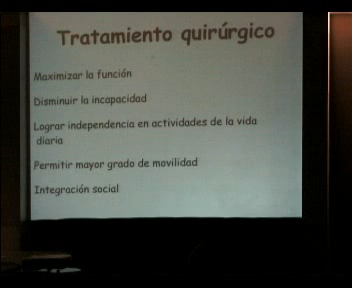 Tratamiento quirúrgico
Maximizar la función
Disminuir la incapacidad
Lograr independencia en actividades de la vida
diaria
Permitir mayor grado de movilidad
Integración social